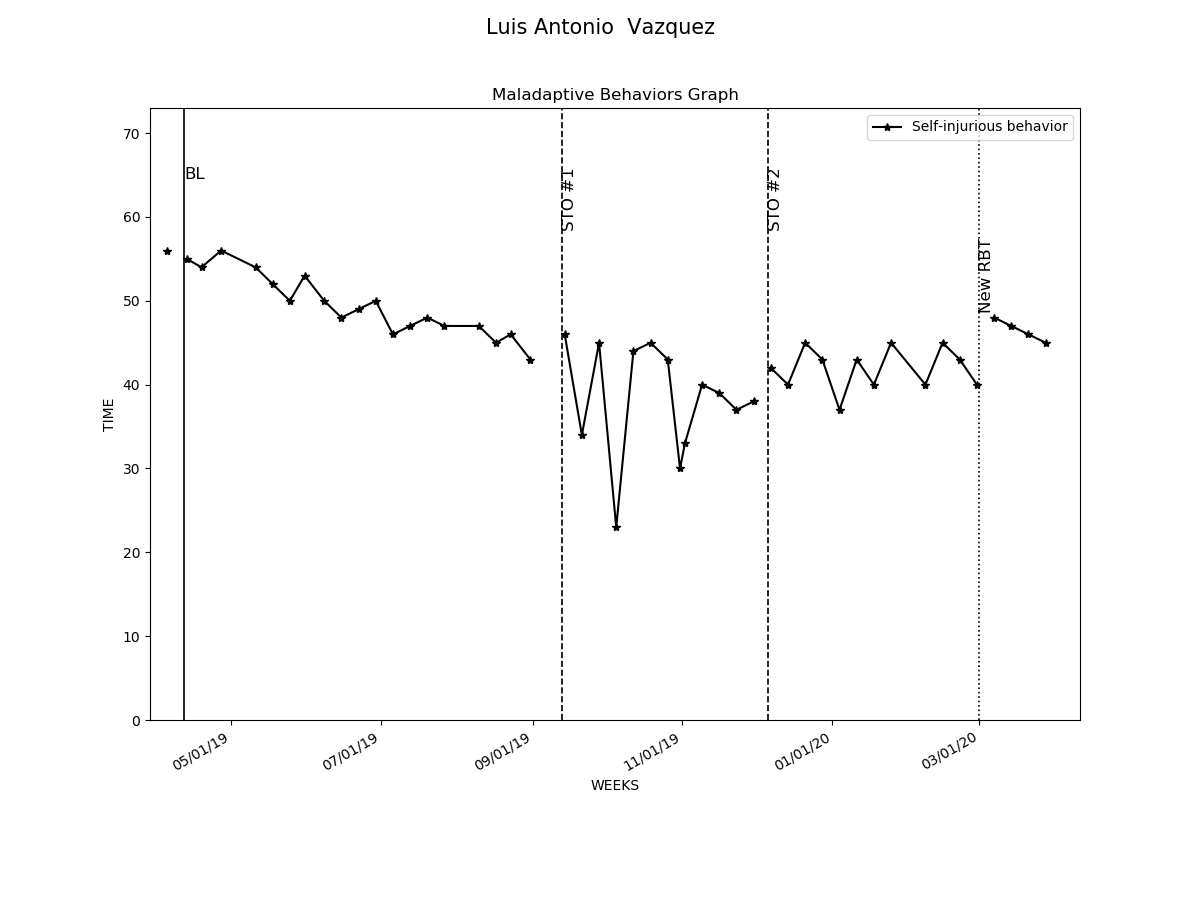 Luis Antonio  Vazquez
Maladaptive Behaviors Graph
Self-injurious behavior
70
60
50
40
30
20
10
0
TIME
BL
STO #1
STO #2
New RBT
05/01/19
07/01/19
09/01/19
11/01/19
01/01/20
03/01/20
WEEKS